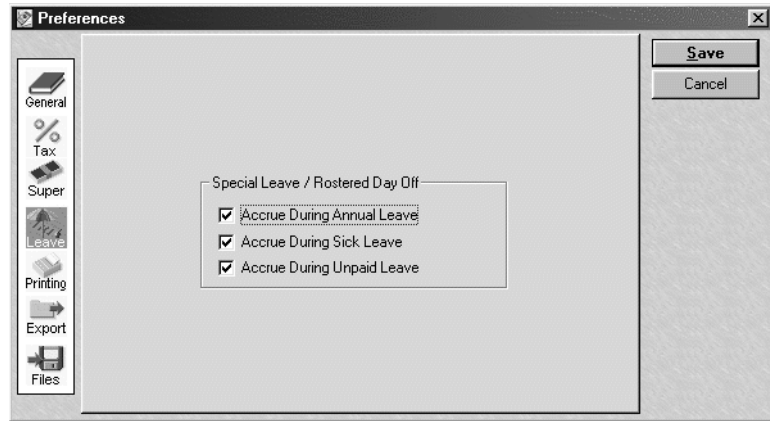 Preferences
Save
Cancel
General
Tax
Super
Leave
Printing
Export
Files
Special Leave / Rostered Day Off
Accrue During Annual Leave
Accrue During Sick Leave
Accrue During Unpaid Leave